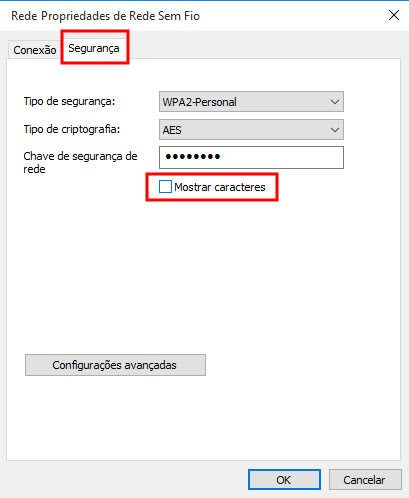 Rede Propriedades de Rede Sem Fio
Conexão
Segurança
Tipo de segurança:
WPA2-Personal
Tipo de criptografia:
AES
Chave de segurança de
rede
••••••••
Mostrar caracteres
Configurações avançadas
OK
Cancelar